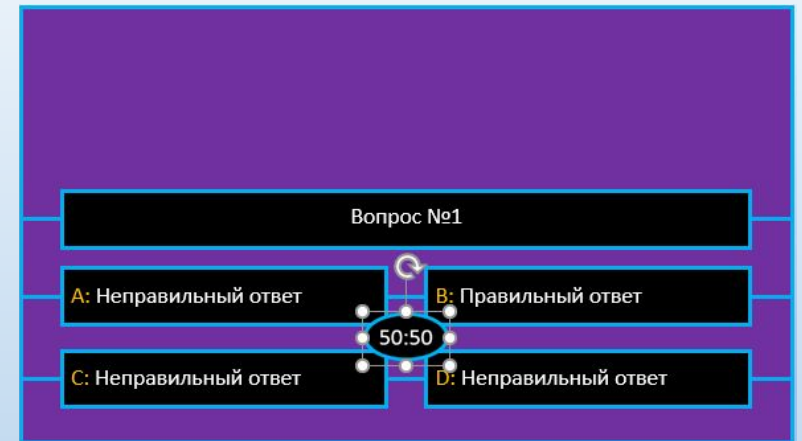 Вопрос №1
A: Неправильный ответ
B: Правильный ответ
50:50
C: Неправильный ответ
D: Неправильный ответ